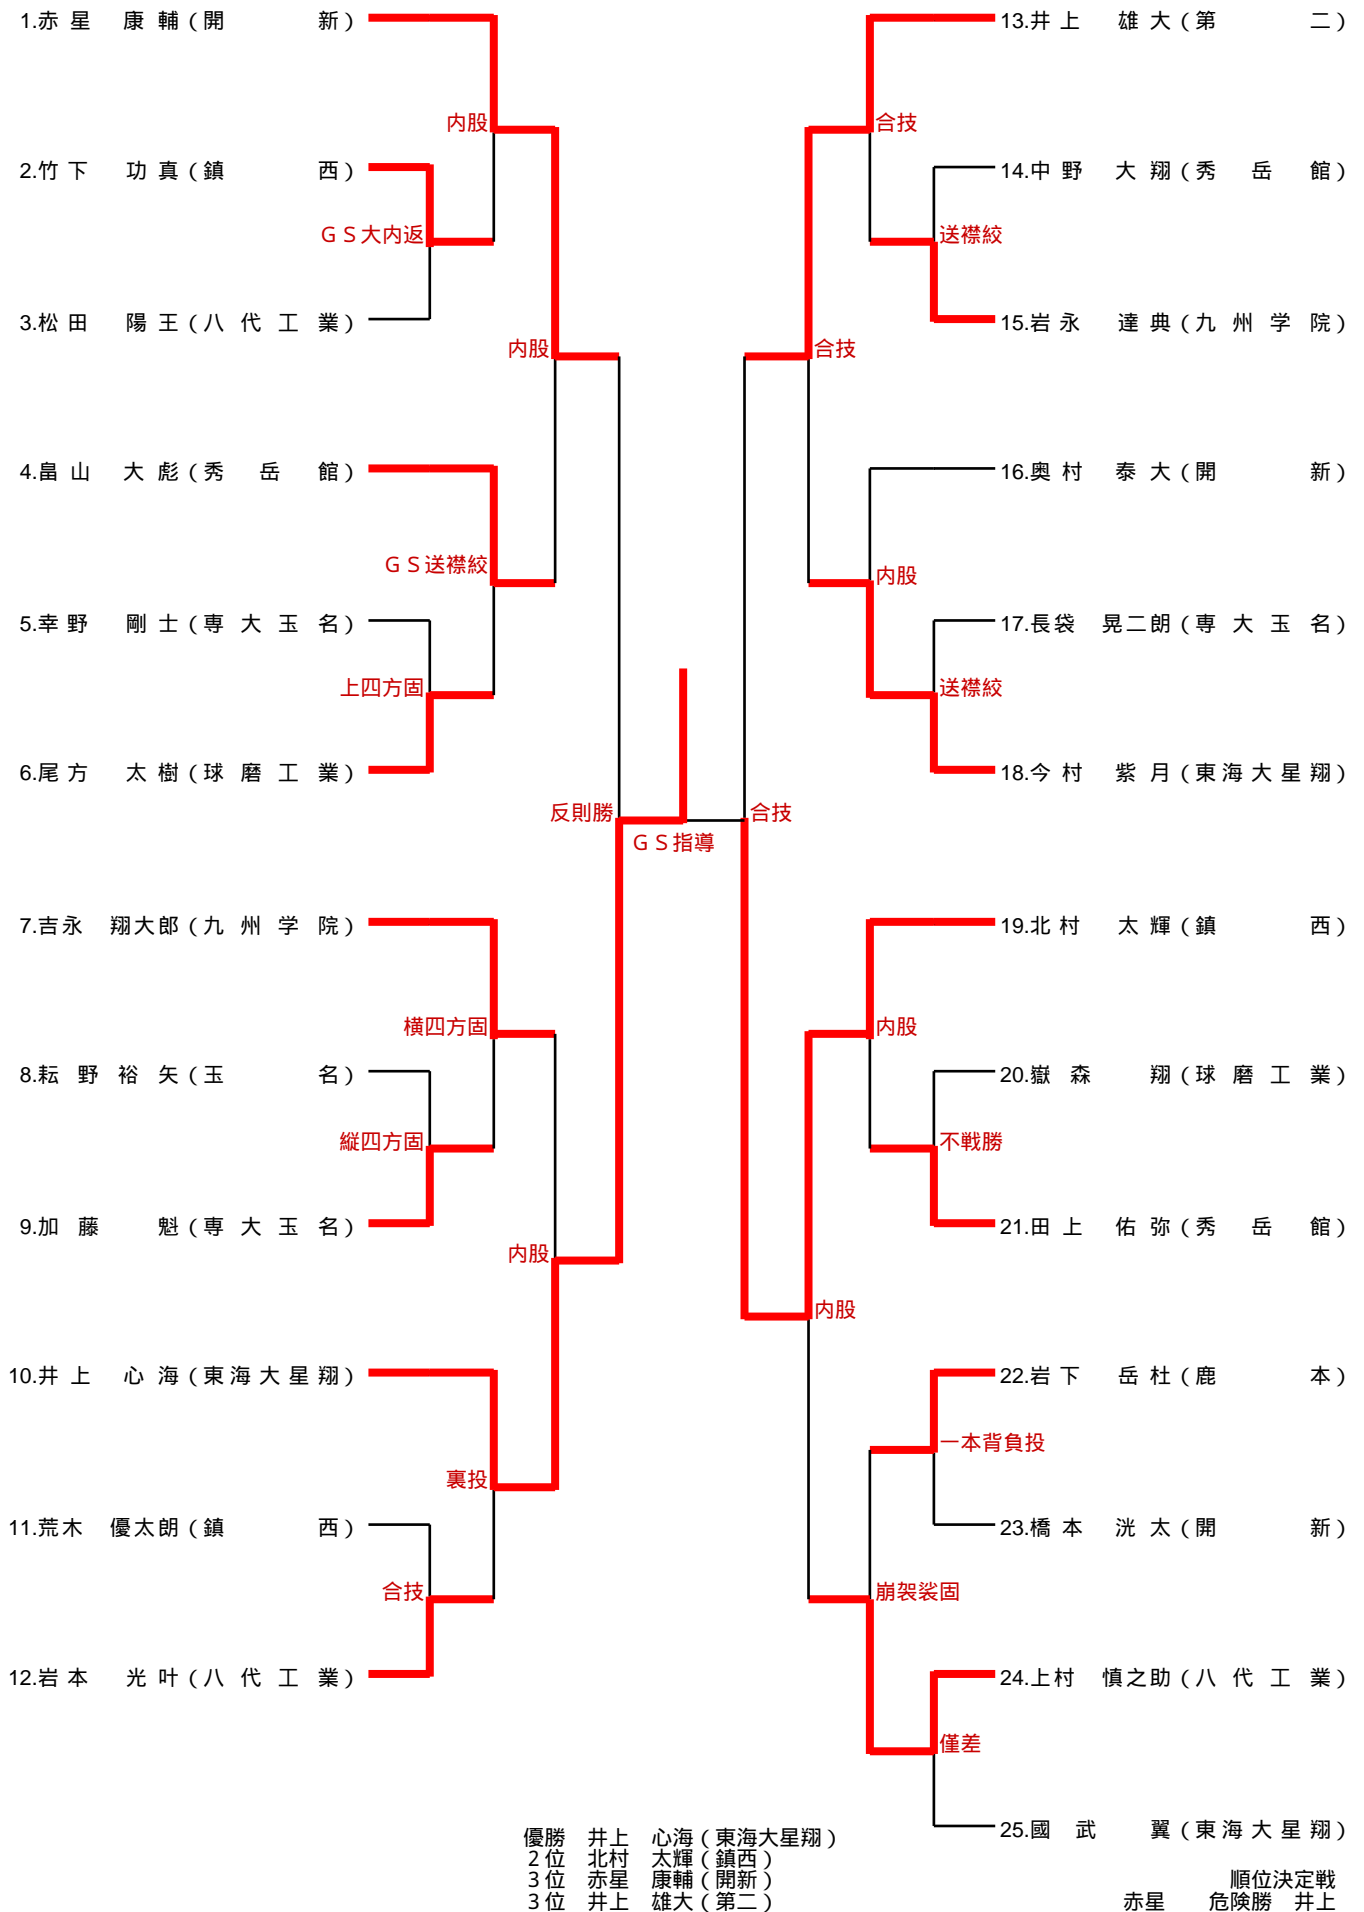 1.赤星 康輔(開新)
内股
2.竹下 功真(鎮西)
GS大内返
3.松田 陽王(八代工業)
内股
4.畠山 大彪(秀岳館)
GS送襟絞
5.幸野 剛士(専大玉名)
上四方固
6.尾方 太樹(球磨工業)
反則勝
GS指導
7.吉永 翔大郎(九州学院)
横四方固
8.耘野 裕矢(玉名)
縦四方固
9.加藤 魁(専大玉名)
内股
10.井上 心海(東海大星翔)
裏投
11.荒木 優太朗(鎮西)
合技
12.岩本 光叶(八代工業)
13.井上 雄大(第二)
合技
14.中野 大翔(秀岳館)
送襟絞
15.岩永 達典(九州学院)
合技
16.奥村 泰大(開新)
内股
17.長袋 晃二朗(専大玉名)
送襟絞
18.今村 紫月(東海大星翔)
合技
19.北村 太輝(鎮西)
内股
20.嶽森 翔(球磨工業)
不戦勝
21.田上 佑弥(秀岳館)
内股
22.岩下 岳杜(鹿本)
一本背負投
23.橋本 洸太(開新)
崩袈裟固
24.上村 慎之助(八代工業)
僅差
25.國武 翼(東海大星翔)
優勝 井上 心海(東海大星翔)
2位 北村 太輝(鎮西)
3位 赤星 康輔(開新)
3位 井上 雄大(第二)
順位決定戦
赤星 危険勝 井上